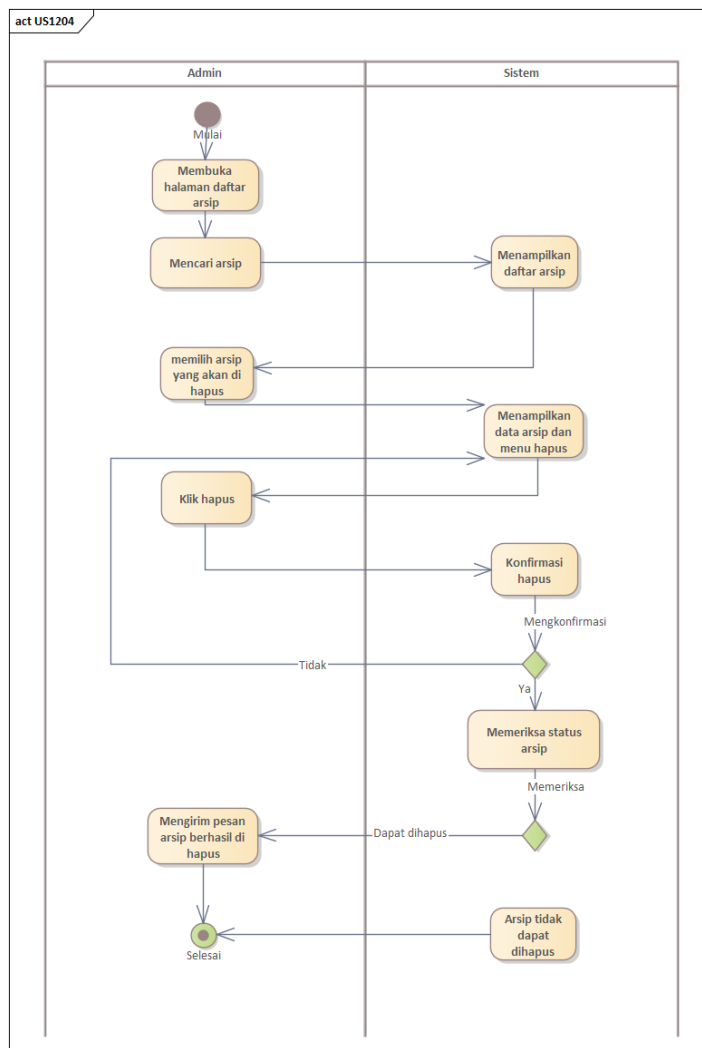 act US1204
Admin
Sistem
Mulai
Membuka
halaman daftar
arsip
Mencari arsip
Menampilkan
daftar arsip
memilih arsip
yang akan di
hapus
Menampilkan
data arsip dan
menu hapus
Klik hapus
Konfirmasi
hapus
Mengkonfirmasi
Tidak
Ya
Memeriksa status
arsip
Memeriksa
Dapat dihapus
Mengirim pesan
arsip berhasil di
hapus
Arsip tidak
dapat
dihapus
Selesai